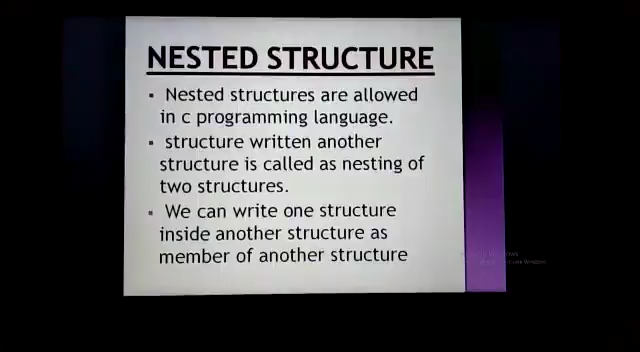 NESTED STRUCTURE
▪ Nested structures are allowed
in c programming language.
▪ structure written another
structure is called as nesting of
two structures.
▪ We can write one structure
inside another structure as
member of another structure